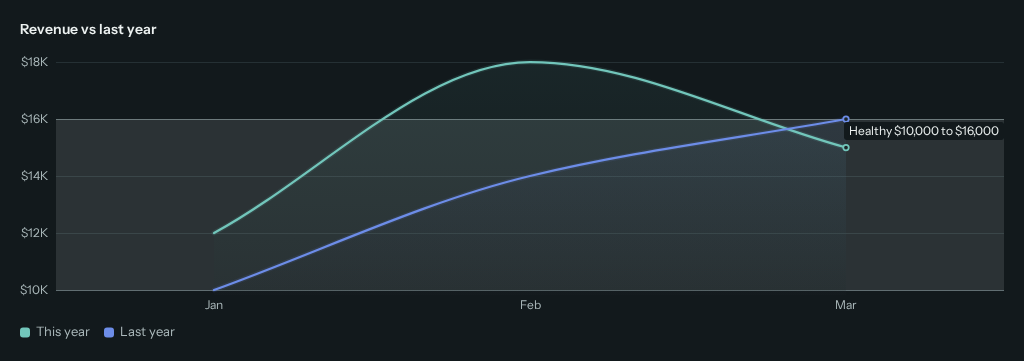 Revenue vs last year
$18K
$16K
Healthy $10,000 to $16,000
$14K
$12K
$10K
Jan Feb Mar
This year Last year